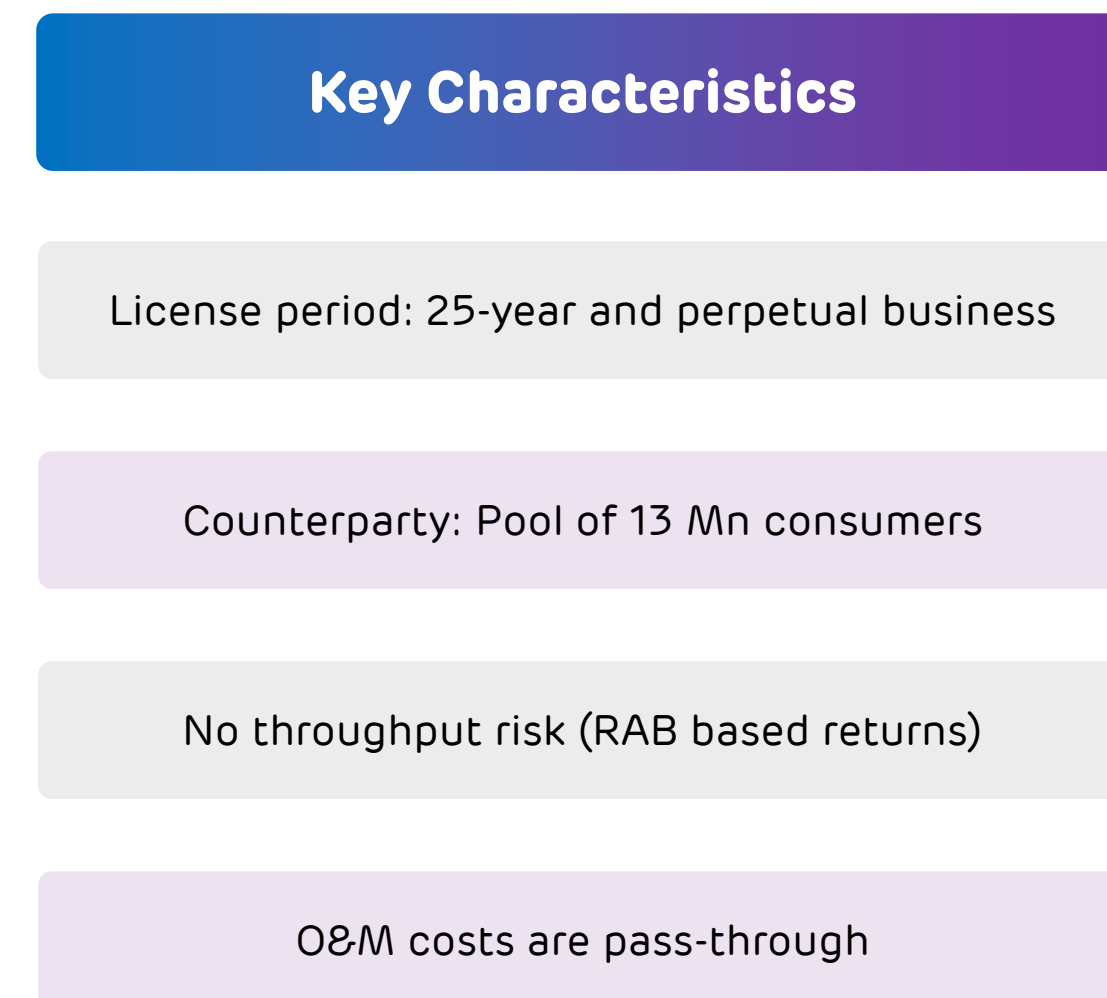 Key Characteristics
License period: 25-year and perpetual business
Counterparty: Pool of 13 Mn consumers
No throughput risk (RAB based returns)
O&M costs are pass-through